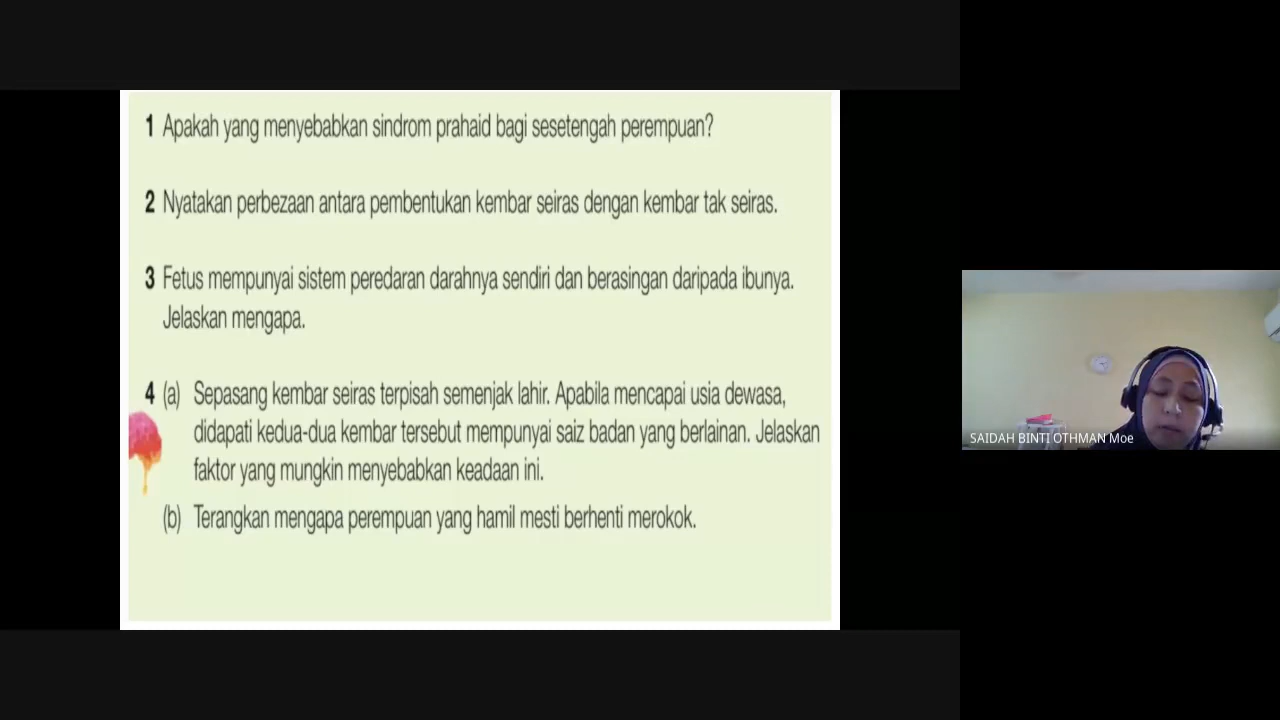 1 Apakah yang menyebabkan sindrom prahaid bagi sesetengah perempuan?
2 Nyatakan perbezaan antara pembentukan kembar seiras dengan kembar tak seiras.
3 Fetus mempunyai sistem peredaran darahnya sendiri dan berasingan daripada ibunya.
Jelaskan mengapa.
4 (a) Sepasang kembar seiras terpisah semenjak lahir. Apabila mencapai usia dewasa,
didapati kedua-dua kembar tersebut mempunyai saiz badan yang berlainan. Jelaskan
faktor yang mungkin menyebabkan keadaan ini.
(b) Terangkan mengapa perempuan yang hamil mesti berhenti merokok.
SAIDAH BINTI OTHMAN Moe